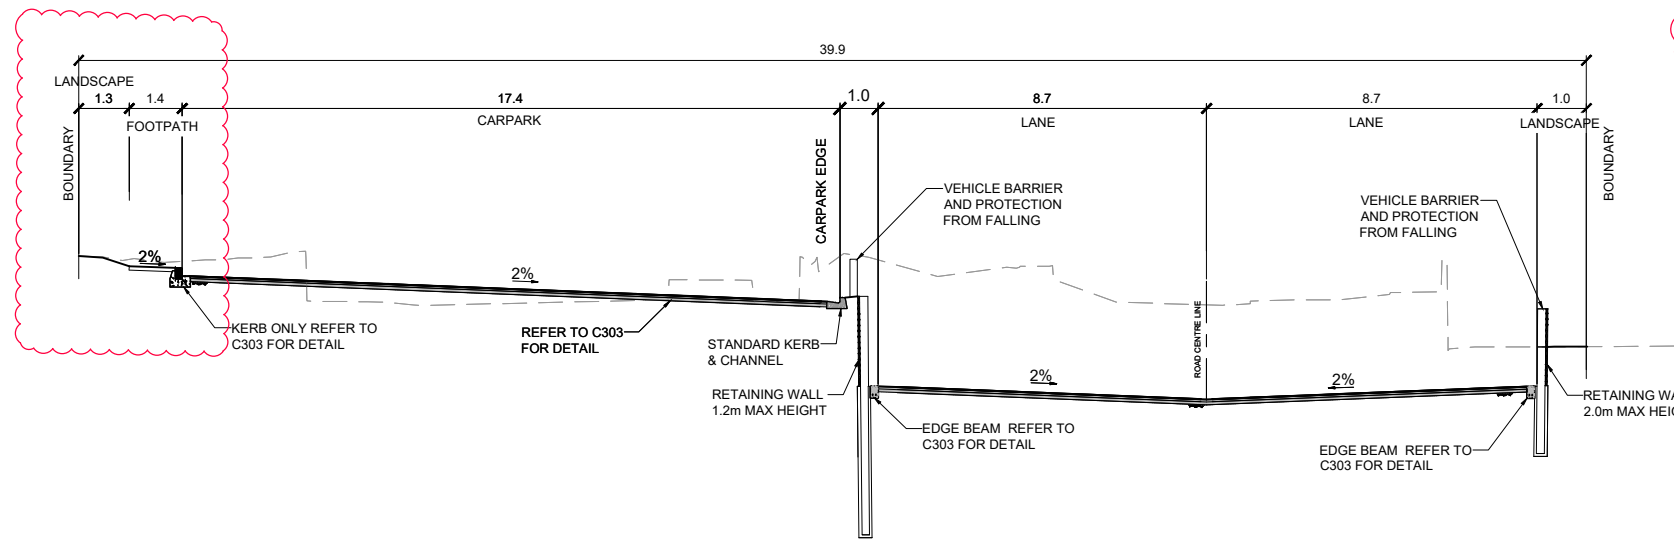 39.9
LANDSCAPE
1.3
1.4
17.4
1.0
8.7
8.7
1.0
FOOTPATH
CARPARK
LANE
LANE
LANDSCAPE
BOUNDARY
CARPARK EDGE
BOUNDARY
VEHICLE BARRIER
AND PROTECTION
FROM FALLING
VEHICLE BARRIER
AND PROTECTION
FROM FALLING
2%
2%
KERB ONLY REFER TO
C303 FOR DETAIL
REFER TO C303
FOR DETAIL
STANDARD KERB
& CHANNEL
ROAD CENTRE LINE
2%
2%
RETAINING WALL
1.2m MAX HEIGHT
RETAINING
2.0m MAX
EDGE BEAM REFER TO
C303 FOR DETAIL
EDGE BEAM REFER TO
C303 FOR DETAIL